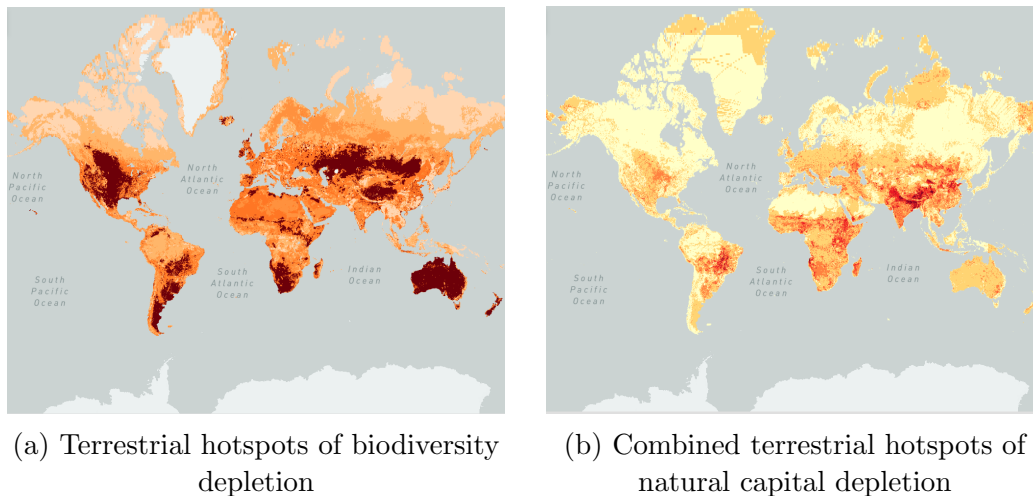 North
Pacific
Ocean
North
Atlantic
Ocean
South
Pacific
Ocean
South
Atlantic
Ocean
Indian
Ocean
North
Pacific
Ocean
North
Atlantic
Ocean
South
Pacific
Ocean
South
Atlantic
Ocean
Indian
Ocean
(a) Terrestrial hotspots of biodiversity
depletion
(b) Combined terrestrial hotspots of
natural capital depletion